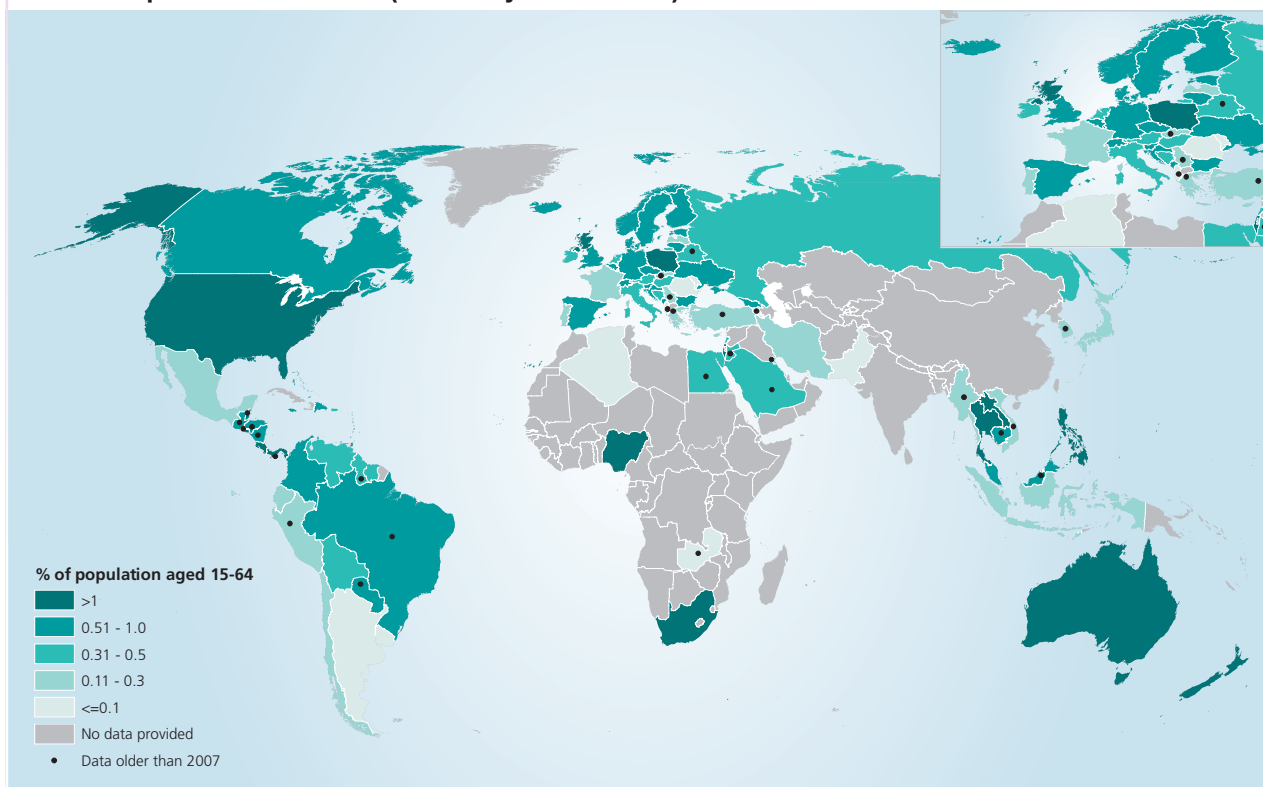 % of population aged 15-64
>1
0.51 - 1.0
0.31 - 0.5
0.11 - 0.3
<=0.1
No data provided
Data older than 2007